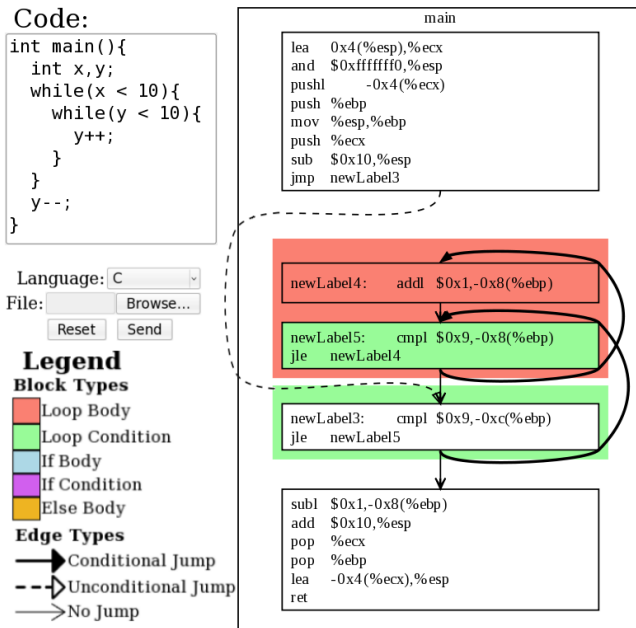 Code:
int main(){
int x,y;
while(x < 10){
while(y < 10){
y++;
}
}
y--;
}
Language: C
File: Browse...
Reset Send
Legend
Block Types
Loop Body
Loop Condition
If Body
If Condition
Else Body
Edge Types
Conditional Jump
Unconditional Jump
No Jump
main
lea 0x4(%esp),%ecx
and $0xfffffff0,%esp
pushl -0x4(%ecx)
push %ebp
mov %esp,%ebp
push %ecx
sub $0x10,%esp
jmp newLabel3
newLabel4: addl $0x1,-0x8(%ebp)
newLabel5: cmpl $0x9,-0x8(%ebp)
jle newLabel4
newLabel3: cmpl $0x9,-0xc(%ebp)
jle newLabel5
subl $0x1,-0x8(%ebp)
add $0x10,%esp
pop %ecx
pop %ebp
lea -0x4(%ecx),%esp
ret